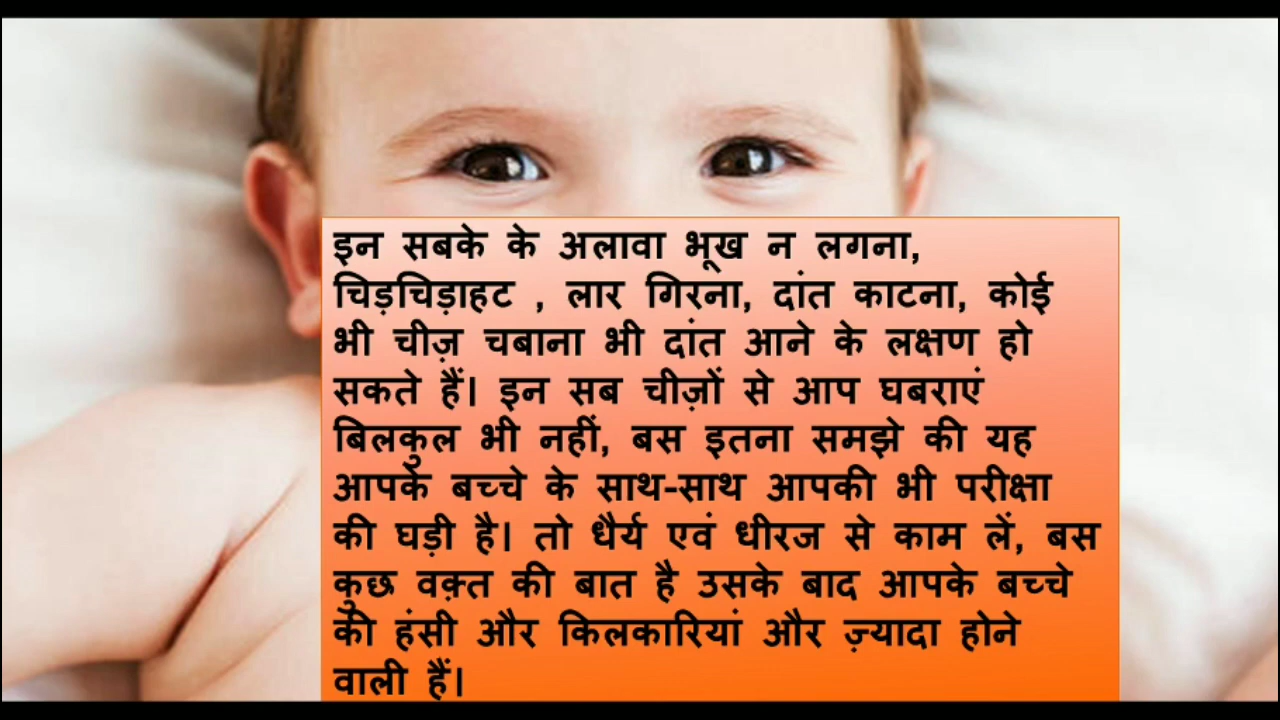 इन सबके के अलावा भूख न लगना,
चिड़चिड़ाहट , लार गिरना, दांत काटना, कोई
भी चीज़ चबाना भी दांत आने के लक्षण हो
सकते हैं। इन सब चीज़ों से आप घबराएं
बिलकुल भी नहीं, बस इतना समझे की यह
आपके बच्चे के साथ-साथ आपकी भी परीक्षा
की घड़ी है। तो धैर्य एवं धीरज से काम लें, बस
कुछ वक़्त की बात है उसके बाद आपके बच्चे
की हंसी और किलकारियां और ज़्यादा होने
वाली हैं।